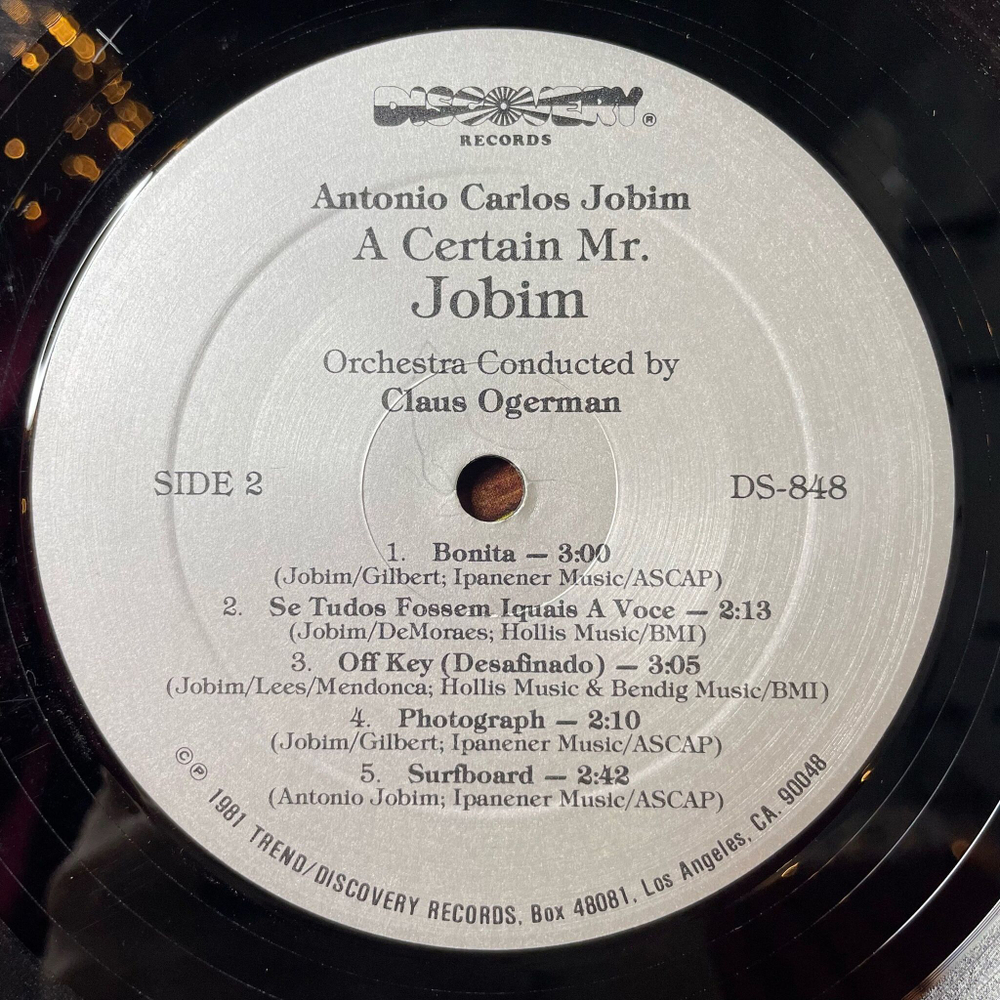 DISCOVERY®
RECORDS
Antonio Carlos Jobim
A Certain Mr.
Jobim
Orchestra Conducted by
Claus Ogerman
SIDE 2
DS-848
1. Bonita — 3:00
(Jobim/Gilbert; Ipanener Music/ASCAP)
2. Se Tudos Fossem Iquais A Voce — 2:13
(Jobim/DeMoraes; Hollis Music/BMI)
3. Off Key (Desafinado) — 3:05
(Jobim/Lees/Mendonca; Hollis Music & Bendig Music/BMI)
4. Photograph — 2:10
(Jobim/Gilbert; Ipanener Music/ASCAP)
5. Surfboard — 2:42
(Antonio Jobim; Ipanener Music/ASCAP)
©℗ 1981 TREND/DISCOVERY RECORDS, Box 48081, Los Angeles, CA. 90048